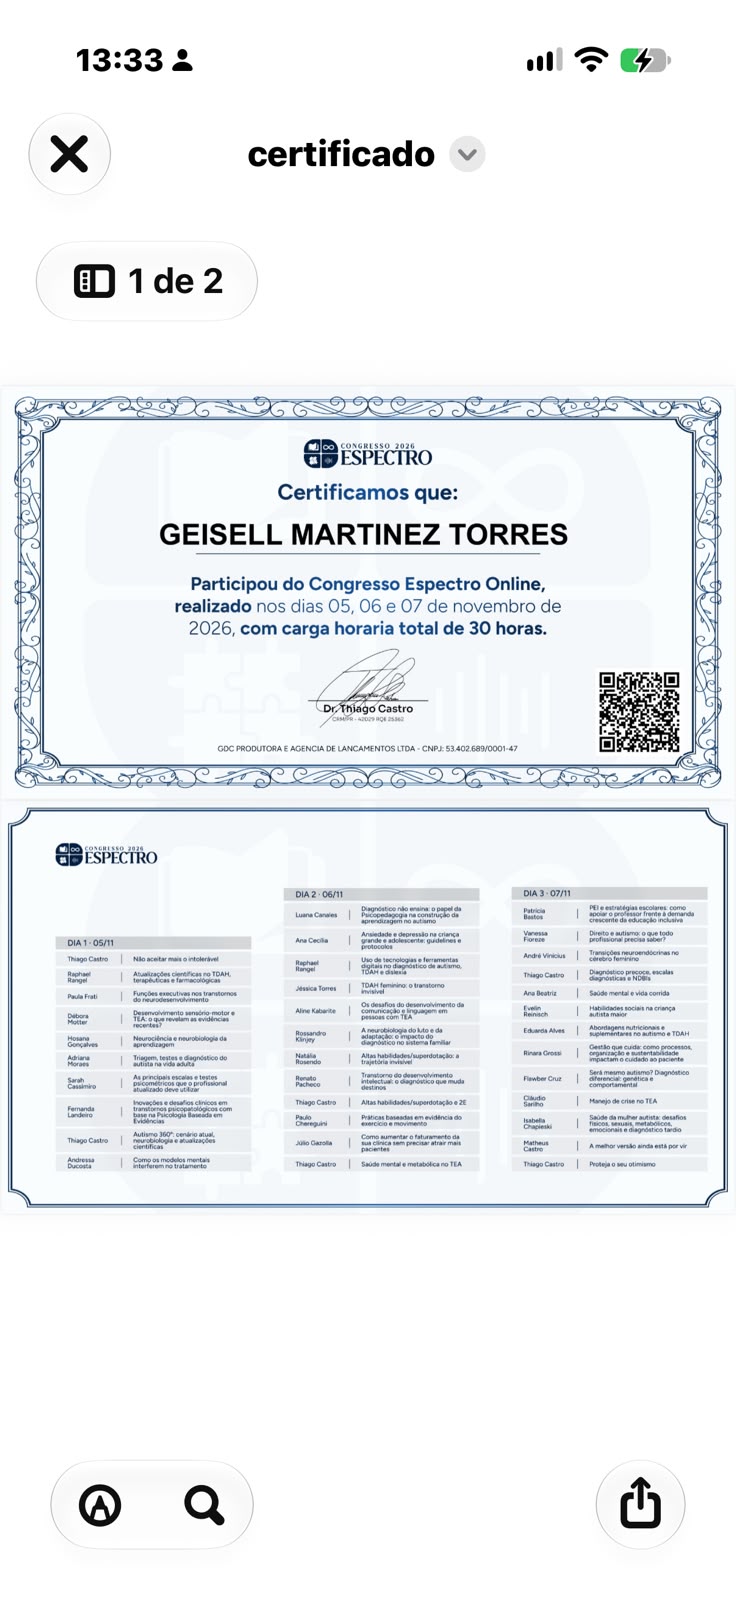 13:33
certificado
1 de 2
CONGRESSO 2026
ESPECTRO
Certificamos que:
GEISELL MARTINEZ TORRES
Participou do Congresso Espectro Online,
realizado nos dias 05, 06 e 07 de novembro de
2026, com carga horaria total de 30 horas.
Dr. Thiago Castro
CRM/PR - 42029 RQE 25362
GDC PRODUTORA E AGENCIA DE LANCAMENTOS LTDA - CNPJ: 53.402.689/0001-47
CONGRESSO 2026
ESPECTRO
DIA 1 · 05/11
Thiago Castro | Não aceitar mais o intolerável
Raphael Rangel | Atualizações científicas no TDAH,
terapêuticas e farmacológicas
Paula Frati | Funções executivas nos transtornos
do neurodesenvolvimento
Débora Motter | Desenvolvimento sensório-motor e
TEA: o que revelam as evidências
recentes?
Hosana Gonçalves | Neurociência e neurobiologia da
aprendizagem
Adriana Moraes | Triagem, testes e diagnóstico do
autista na vida adulta
Sarah Cassimiro | As principais escalas e testes
psicométricos que o profissional
atualizado deve utilizar
Fernanda Landeiro | Inovações e desafios clínicos em
transtornos psicopatológicos com
base na Psicologia Baseada em
Evidências
Thiago Castro | Autismo 360°: cenário atual,
neurobiologia e atualizações
científicas
Andressa Ducosta | Como os modelos mentais
interferem no tratamento
DIA 2 · 06/11
Luana Canales | Diagnóstico não ensina: o papel da
Psicopedagogia na construção da
aprendizagem no autismo
Ana Cecília | Ansiedade e depressão na criança
grande e adolescente: guidelines e
protocolos
Raphael Rangel | Uso de tecnologias e ferramentas
digitais no diagnóstico de autismo,
TDAH e dislexia
Jéssica Torres | TDAH feminino: o transtorno
invisível
Aline Kabarite | Os desafios do desenvolvimento da
comunicação e linguagem em
pessoas com TEA
Rossandro Klinjey | A neurobiologia do luto e da
adaptação: o impacto do
diagnóstico no sistema familiar
Natália Rosendo | Altas habilidades/superdotação: a
trajetória invisível
Renato Pacheco | Transtorno do desenvolvimento
intelectual: o diagnóstico que muda
destinos
Thiago Castro | Altas habilidades/superdotação e 2E
Paulo Chereguini | Práticas baseadas em evidência do
exercício e movimento
Júlio Gazolla | Como aumentar o faturamento da
sua clínica sem precisar atrair mais
pacientes
Thiago Castro | Saúde mental e metabólica no TEA
DIA 3 · 07/11
Patrícia Bastos | PEI e estratégias escolares: como
apoiar o professor frente à demanda
crescente da educação inclusiva
Vanessa Fioreze | Direito e autismo: o que todo
profissional precisa saber?
André Vinícius | Transições neuroendócrinas no
cérebro feminino
Thiago Castro | Diagnóstico precoce, escalas
diagnósticas e NDBIs
Ana Beatriz | Saúde mental e vida corrida
Evelin Reinisch | Habilidades sociais na criança
autista maior
Eduarda Alves | Abordagens nutricionais e
suplementares no autismo e TDAH
Rinara Grossi | Gestão que cuida: como processos,
organização e sustentabilidade
impactam o cuidado ao paciente
Flawber Cruz | Será mesmo autismo? Diagnóstico
diferencial: genética e
comportamental
Cláudio Sarilho | Manejo de crise no TEA
Isabella Chapieski | Saúde da mulher autista: desafios
físicos, sexuais, metabólicos,
emocionais e diagnóstico tardio
Matheus Castro | A melhor versão ainda está por vir
Thiago Castro | Proteja o seu otimismo